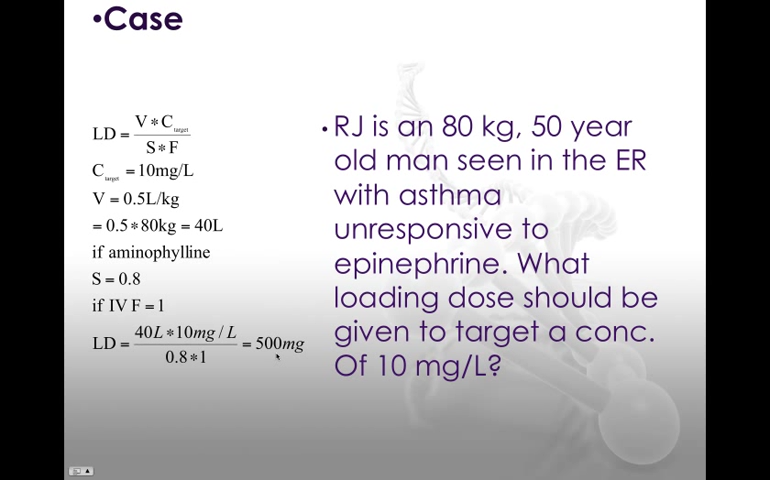 •Case
LD = V∗C target / S∗F
C target = 10mg/L
V = 0.5L/kg
= 0.5∗80kg = 40L
if aminophylline
S = 0.8
if IV F = 1
LD = 40L∗10mg/L / 0.8∗1 = 500mg
• RJ is an 80 kg, 50 year
old man seen in the ER
with asthma
unresponsive to
epinephrine. What
loading dose should be
given to target a conc.
Of 10 mg/L?